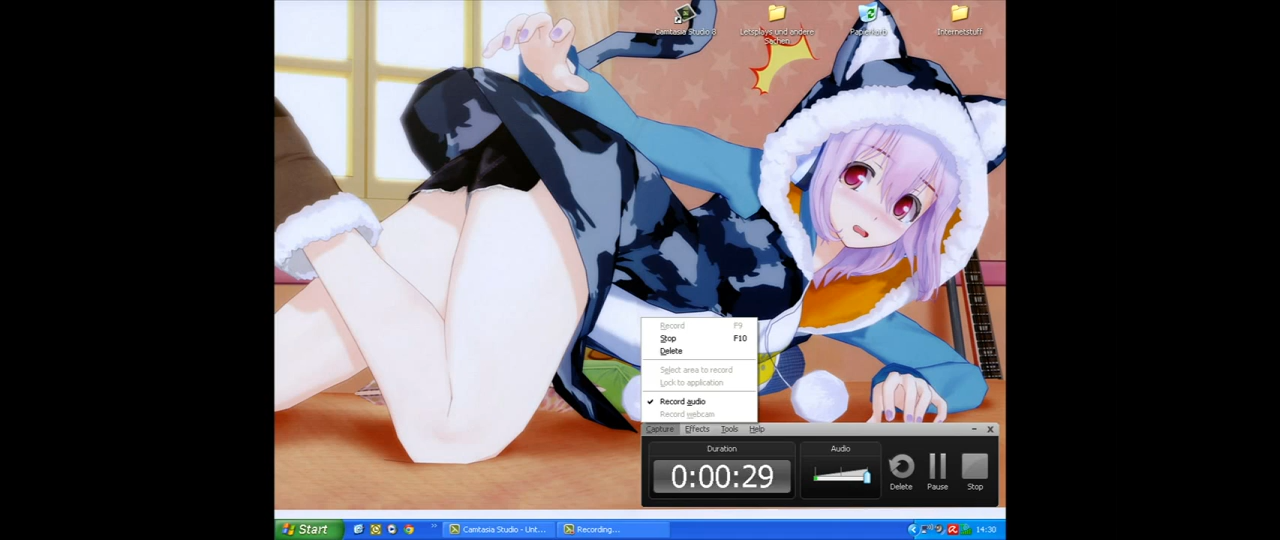 Camtasia Studio 8
Letsplays und andere
Sachen
Papierkorb
Internetstuff
Record F9
Stop F10
Delete
Select area to record
Lock to application
Record audio
Record webcam
Capture Effects Tools Help
Duration
Audio
0:00:29
Delete
Pause
Stop
Start
Camtasia Studio - Unt...
Recording...
14:30